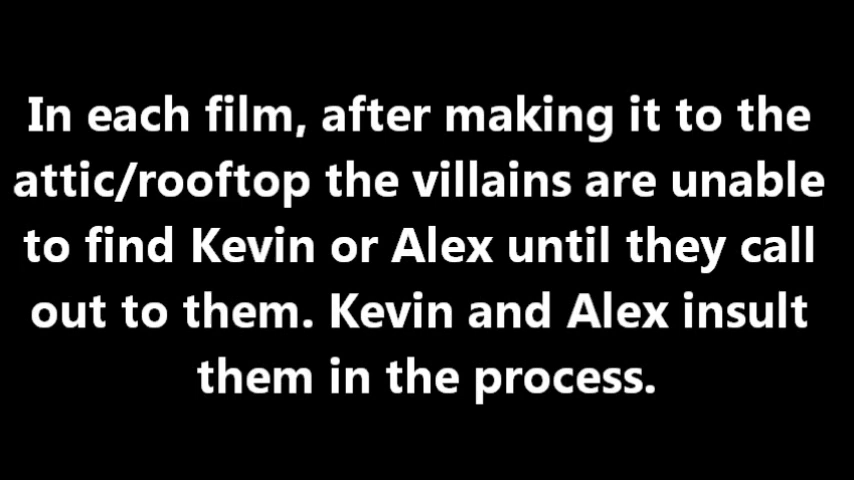 In each film, after making it to the
attic/rooftop the villains are unable
to find Kevin or Alex until they call
out to them. Kevin and Alex insult
them in the process.